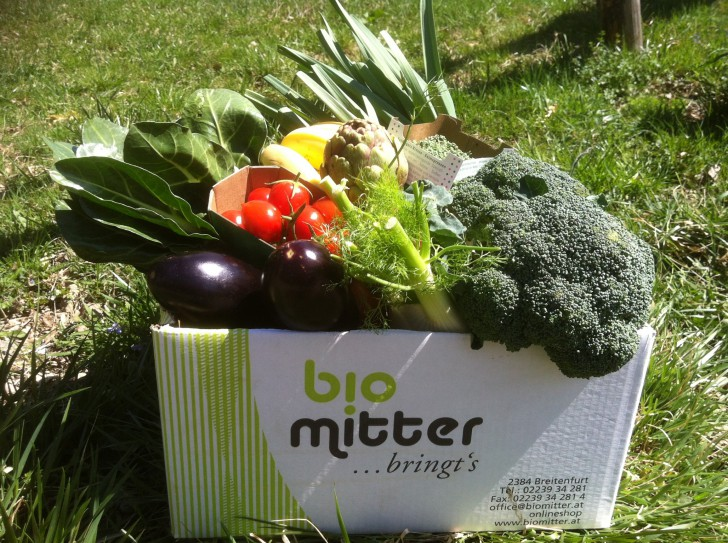 bio
mitter
...bringt's
2384 Breitenfurt
Tel.: 02239 34 281
Fax: 02239 34 281 4
office@biomitter.at
onlineshop
www.biomitter.at